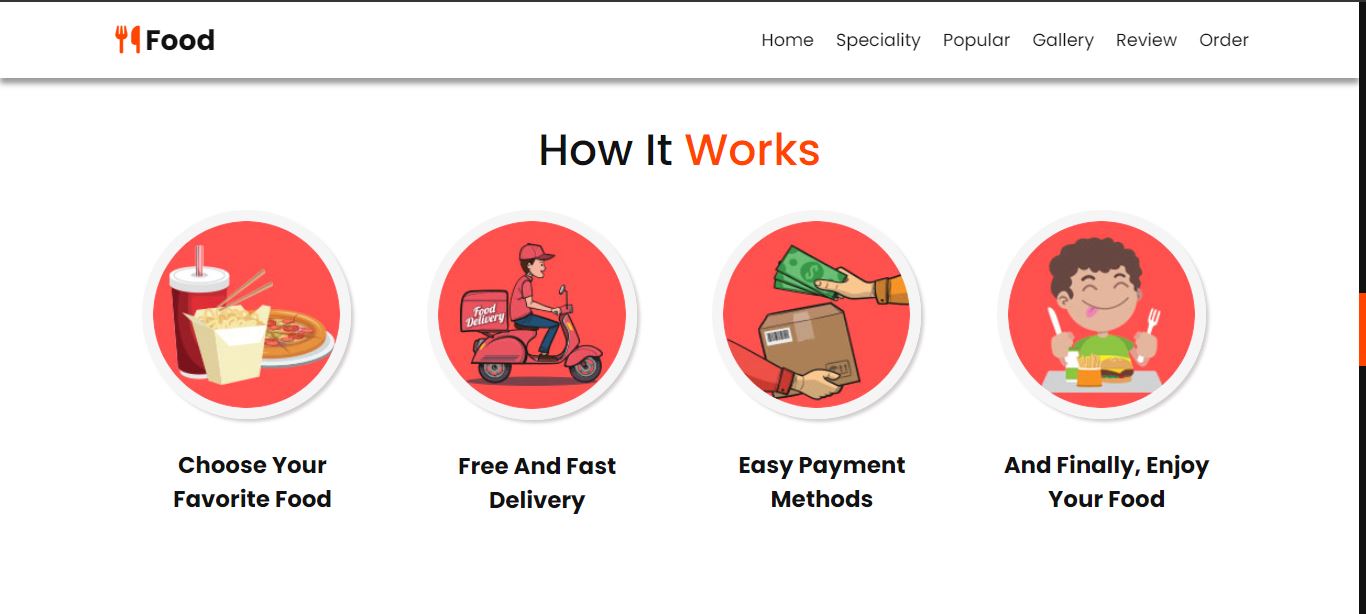 Food
Home Speciality Popular Gallery Review Order
How It Works
Food
Delivery
Choose Your
Favorite Food
Free And Fast
Delivery
Easy Payment
Methods
And Finally, Enjoy
Your Food